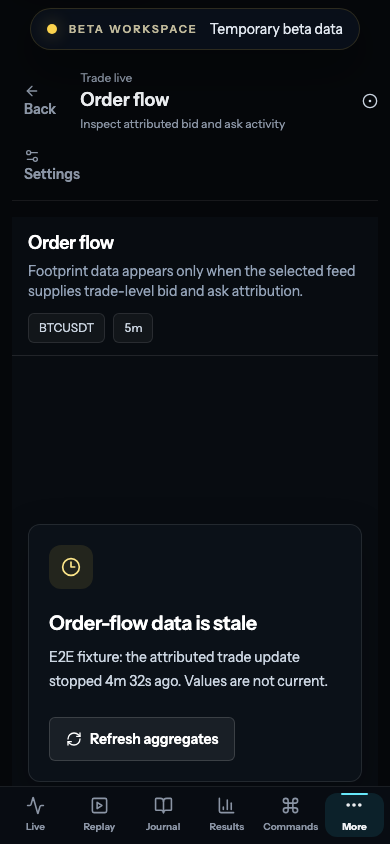 BETA WORKSPACE Temporary beta data
Trade live
Back
Order flow
Inspect attributed bid and ask activity
Settings
Order flow
Footprint data appears only when the selected feed
supplies trade-level bid and ask attribution.
BTCUSDT 5m
Order-flow data is stale
E2E fixture: the attributed trade update
stopped 4m 32s ago. Values are not current.
Refresh aggregates
Live Replay Journal Results Commands More